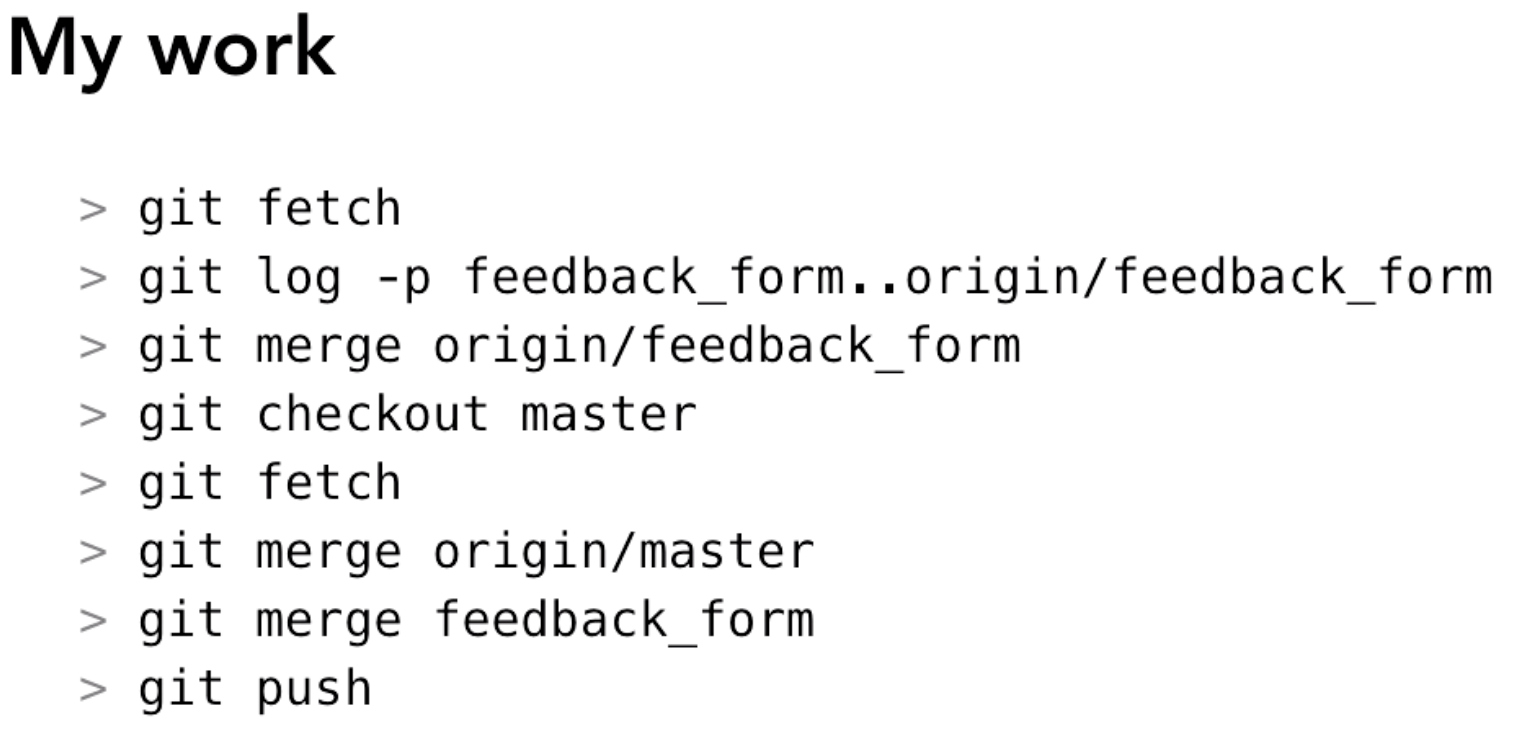 My work
> git fetch
> git log -p feedback_form..origin/feedback_form
> git merge origin/feedback_form
> git checkout master
> git fetch
> git merge origin/master
> git merge feedback_form
> git push